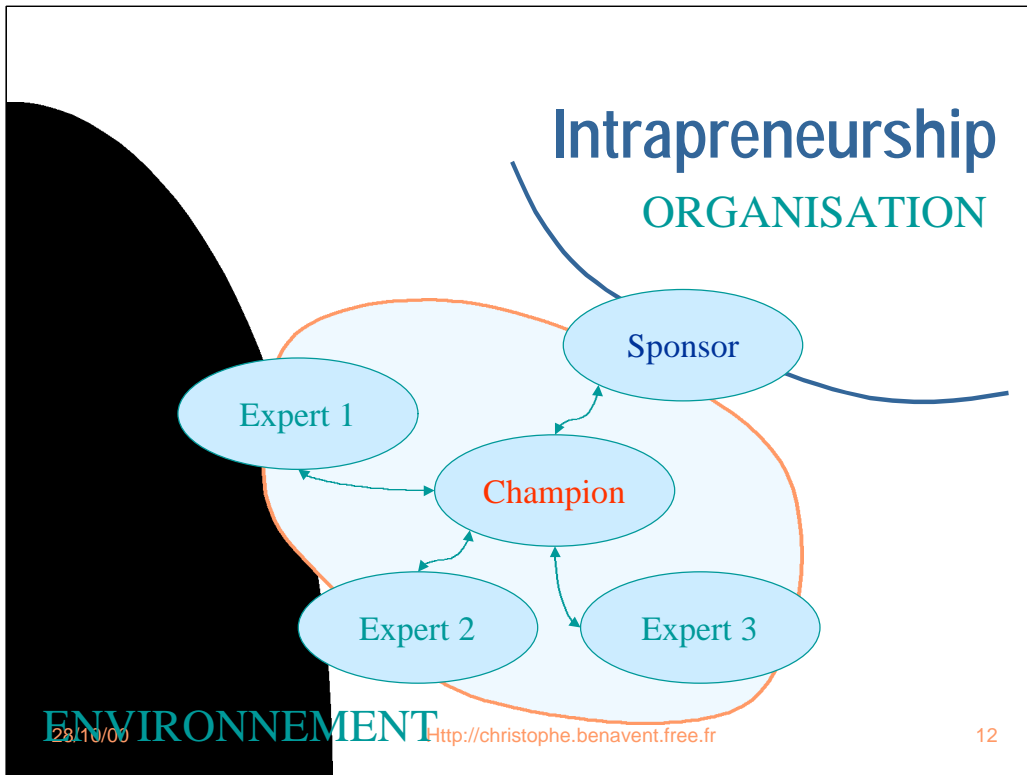 Intrapreneurship
ORGANISATION
Sponsor
Expert 1
Champion
Expert 2
Expert 3
ENVIRONNEMENT
28/10/00
Http://christophe.benavent.free.fr
12